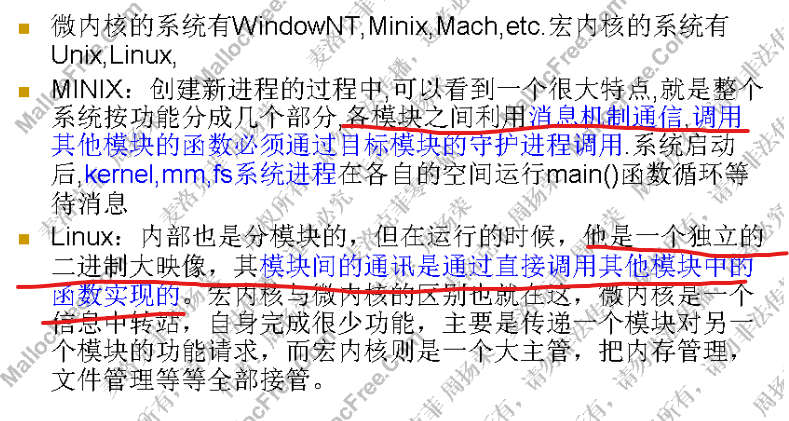 微内核的系统有WindowNT,Minix,Mach,etc.宏内核的系统有
Unix,Linux,
MINIX：创建新进程的过程中,可以看到一个很大特点,就是整个
系统按功能分成几个部分,各模块之间利用消息机制通信,调用
其他模块的函数必须通过目标模块的守护进程调用.系统启动
后,kernel,mm,fs系统进程在各自的空间运行main()函数循环等
待消息
Linux：内部也是分模块的，但在运行的时候，他是一个独立的
二进制大映像，其模块间的通讯是通过直接调用其他模块中的
函数实现的。宏内核与微内核的区别也就在这，微内核是一个
信息中转站，自身完成很少功能，主要是传递一个模块对另一
个模块的功能请求，而宏内核则是一个大主管，把内存管理，
文件管理等等全部接管。